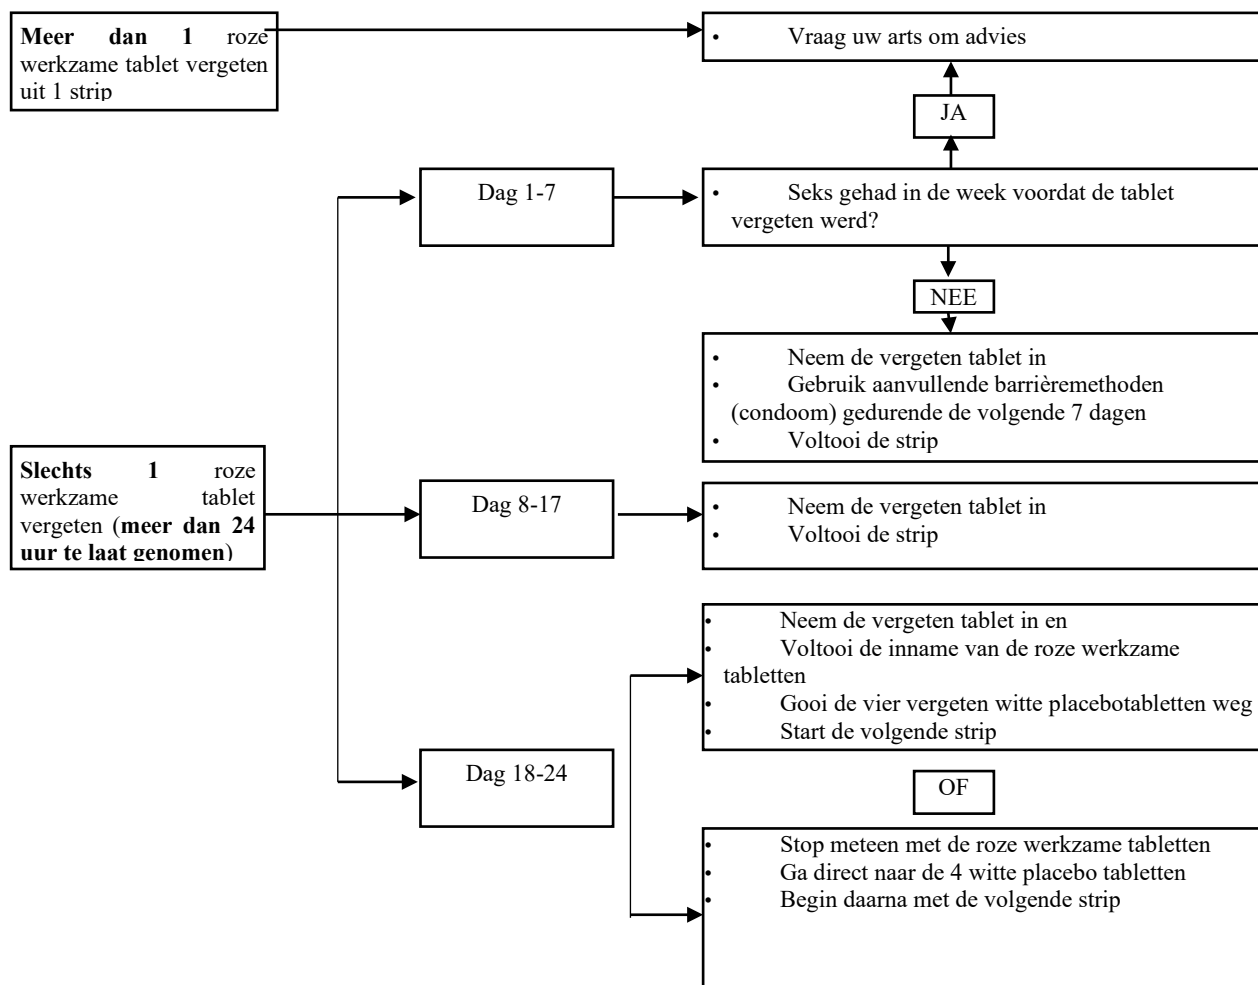 Meer dan 1 roze
werkzame tablet vergeten
uit 1 strip
• Vraag uw arts om advies
JA
Dag 1-7
• Seks gehad in de week voordat de tablet
vergeten werd?
NEE
• Neem de vergeten tablet in
• Gebruik aanvullende barrièremethoden
(condoom) gedurende de volgende 7 dagen
• Voltooi de strip
Slechts 1 roze
werkzame tablet
vergeten (meer dan 24
uur te laat genomen)
Dag 8-17
• Neem de vergeten tablet in
• Voltooi de strip
• Neem de vergeten tablet in en
• Voltooi de inname van de roze werkzame
tabletten
• Gooi de vier vergeten witte placebotabletten weg
• Start de volgende strip
Dag 18-24
OF
• Stop meteen met de roze werkzame tabletten
• Ga direct naar de 4 witte placebo tabletten
• Begin daarna met de volgende strip